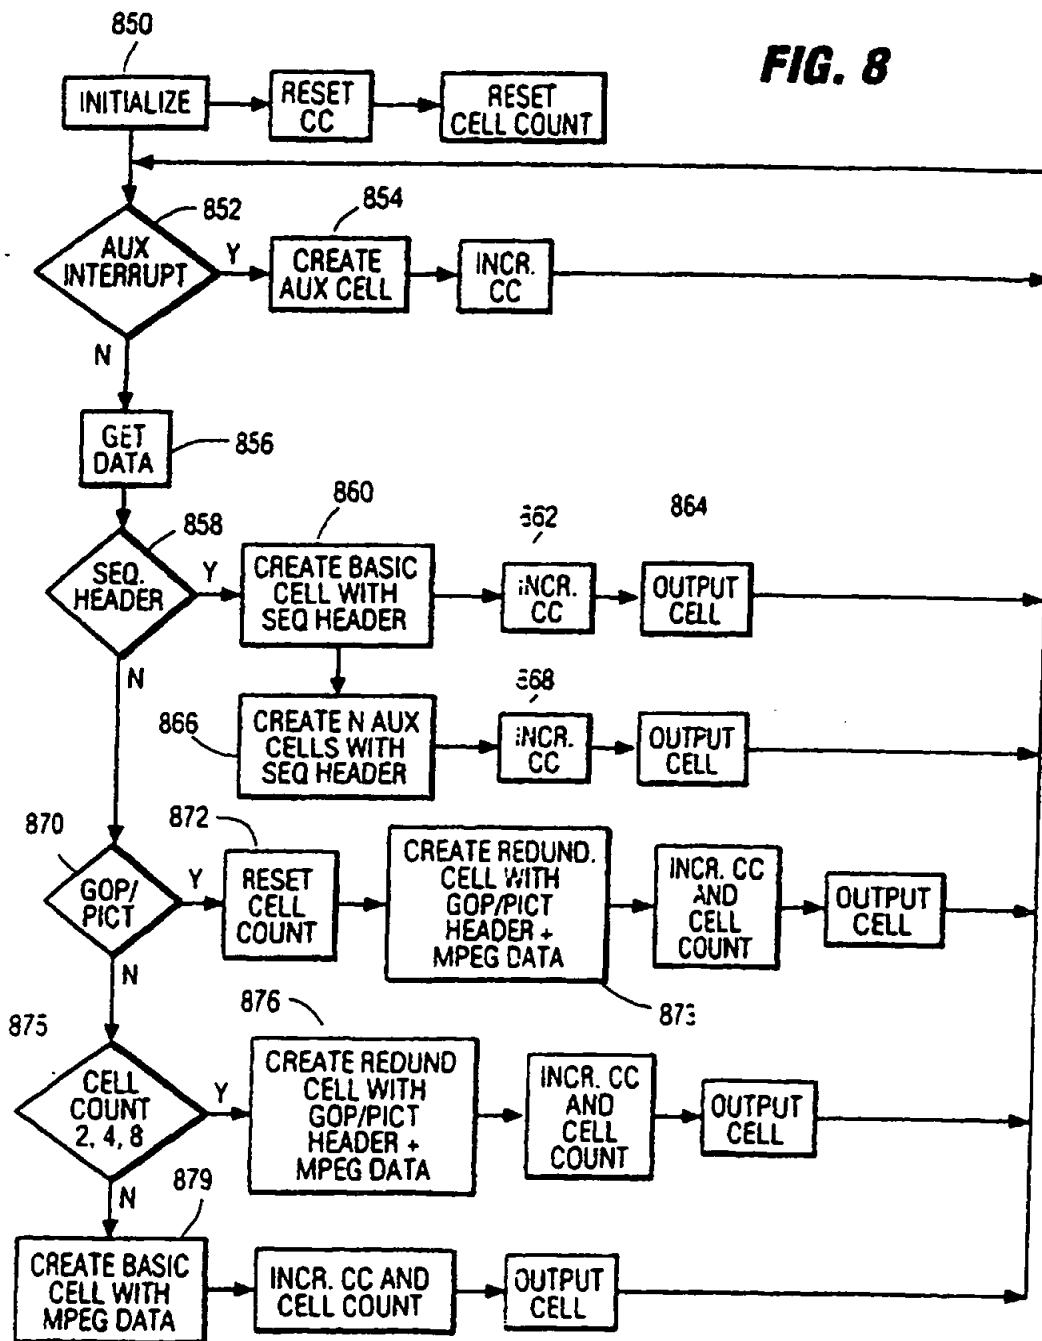 850
FIG. 8
INITIALIZE
RESET
CC
RESET
CELL COUNT
852
854
AUX
INTERRUPT
Y
CREATE
AUX CELL
INCR.
CC
N
GET
DATA
856
858
860
862
864
SEQ.
HEADER
Y
CREATE BASIC
CELL WITH
SEQ HEADER
INCR.
CC
OUTPUT
CELL
N
866
868
CREATE N AUX
CELLS WITH
SEQ HEADER
INCR.
CC
OUTPUT
CELL
870
872
GOP/
PICT
Y
RESET
CELL
COUNT
CREATE REDUND.
CELL WITH
GOP/PICT
HEADER +
MPEG DATA
INCR. CC
AND
CELL
COUNT
OUTPUT
CELL
N
873
875
876
CELL
COUNT
2, 4, 8
Y
CREATE REDUND
CELL WITH
GOP/PICT
HEADER +
MPEG DATA
INCR. CC
AND
CELL
COUNT
OUTPUT
CELL
N
879
CREATE BASIC
CELL WITH
MPEG DATA
INCR. CC AND
CELL COUNT
OUTPUT
CELL